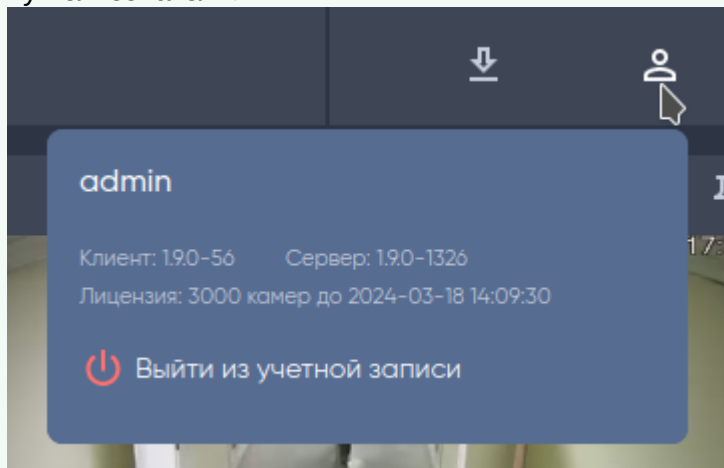 admin
Клиент: 1.9.0-56 Сервер: 1.9.0-1326
Лицензия: 3000 камер до 2024-03-18 14:09:30
Выйти из учетной записи